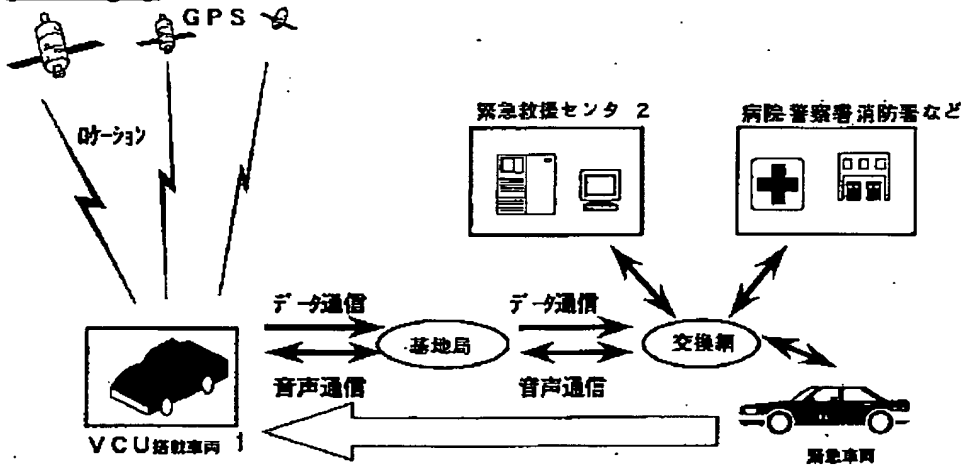 GPS
ロケーション
緊急救援センタ 2
病院警察署消防署など
データ通信
データ通信
基地局
交換網
音声通信
音声通信
VCU搭載車両 1
緊急車両